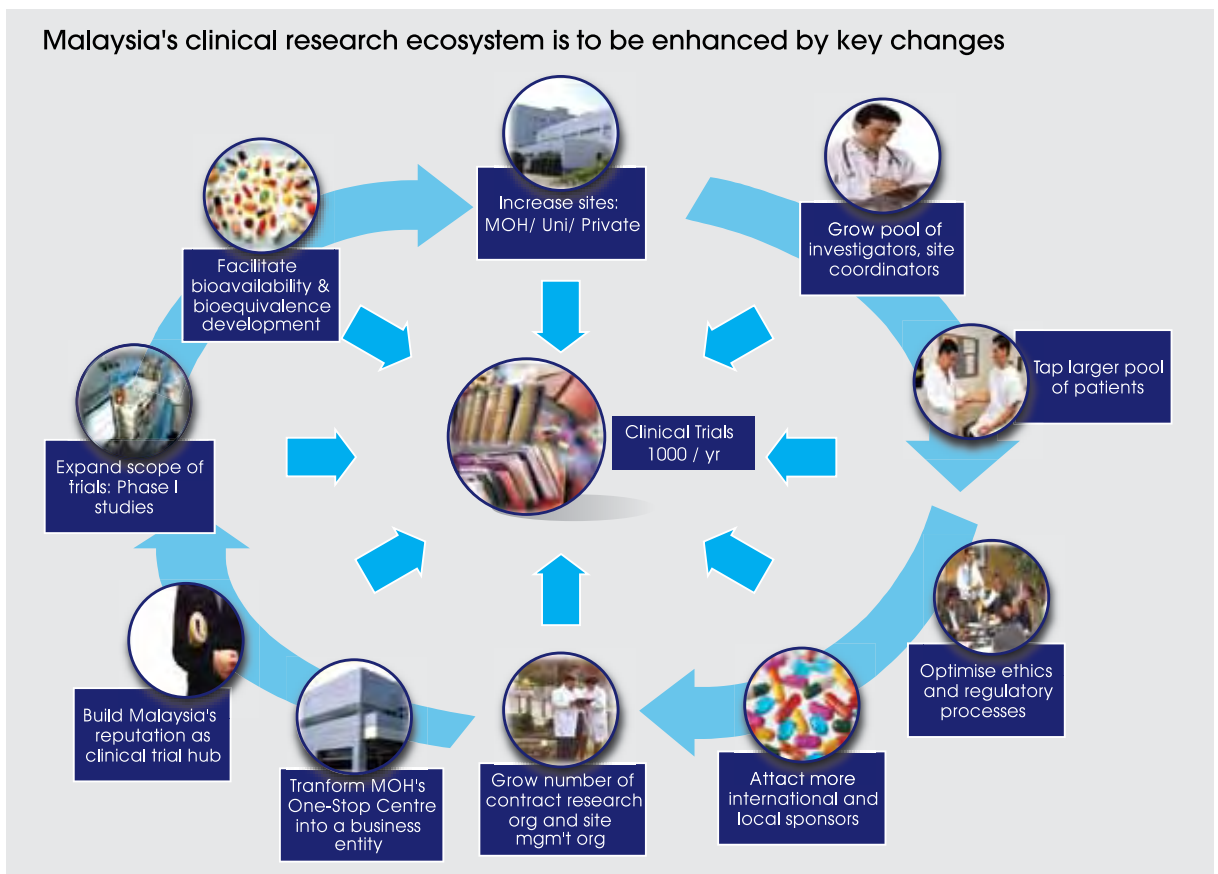 Malaysia's clinical research ecosystem is to be enhanced by key changes
Increase sites:
MOH/ Uni/ Private
Grow pool of
investigators, site
coordinators
Tap larger pool
of patients
Optimise ethics
and regulatory
processes
Attact more
international and
local sponsors
Grow number of
contract research
org and site
mgm't org
Tranform MOH's
One-Stop Centre
into a business
entity
Build Malaysia's
reputation as
clinical trial hub
Expand scope of
trials: Phase I
studies
Facilitate
bioavailability &
bioequivalence
development
Clinical Trials
1000 / yr